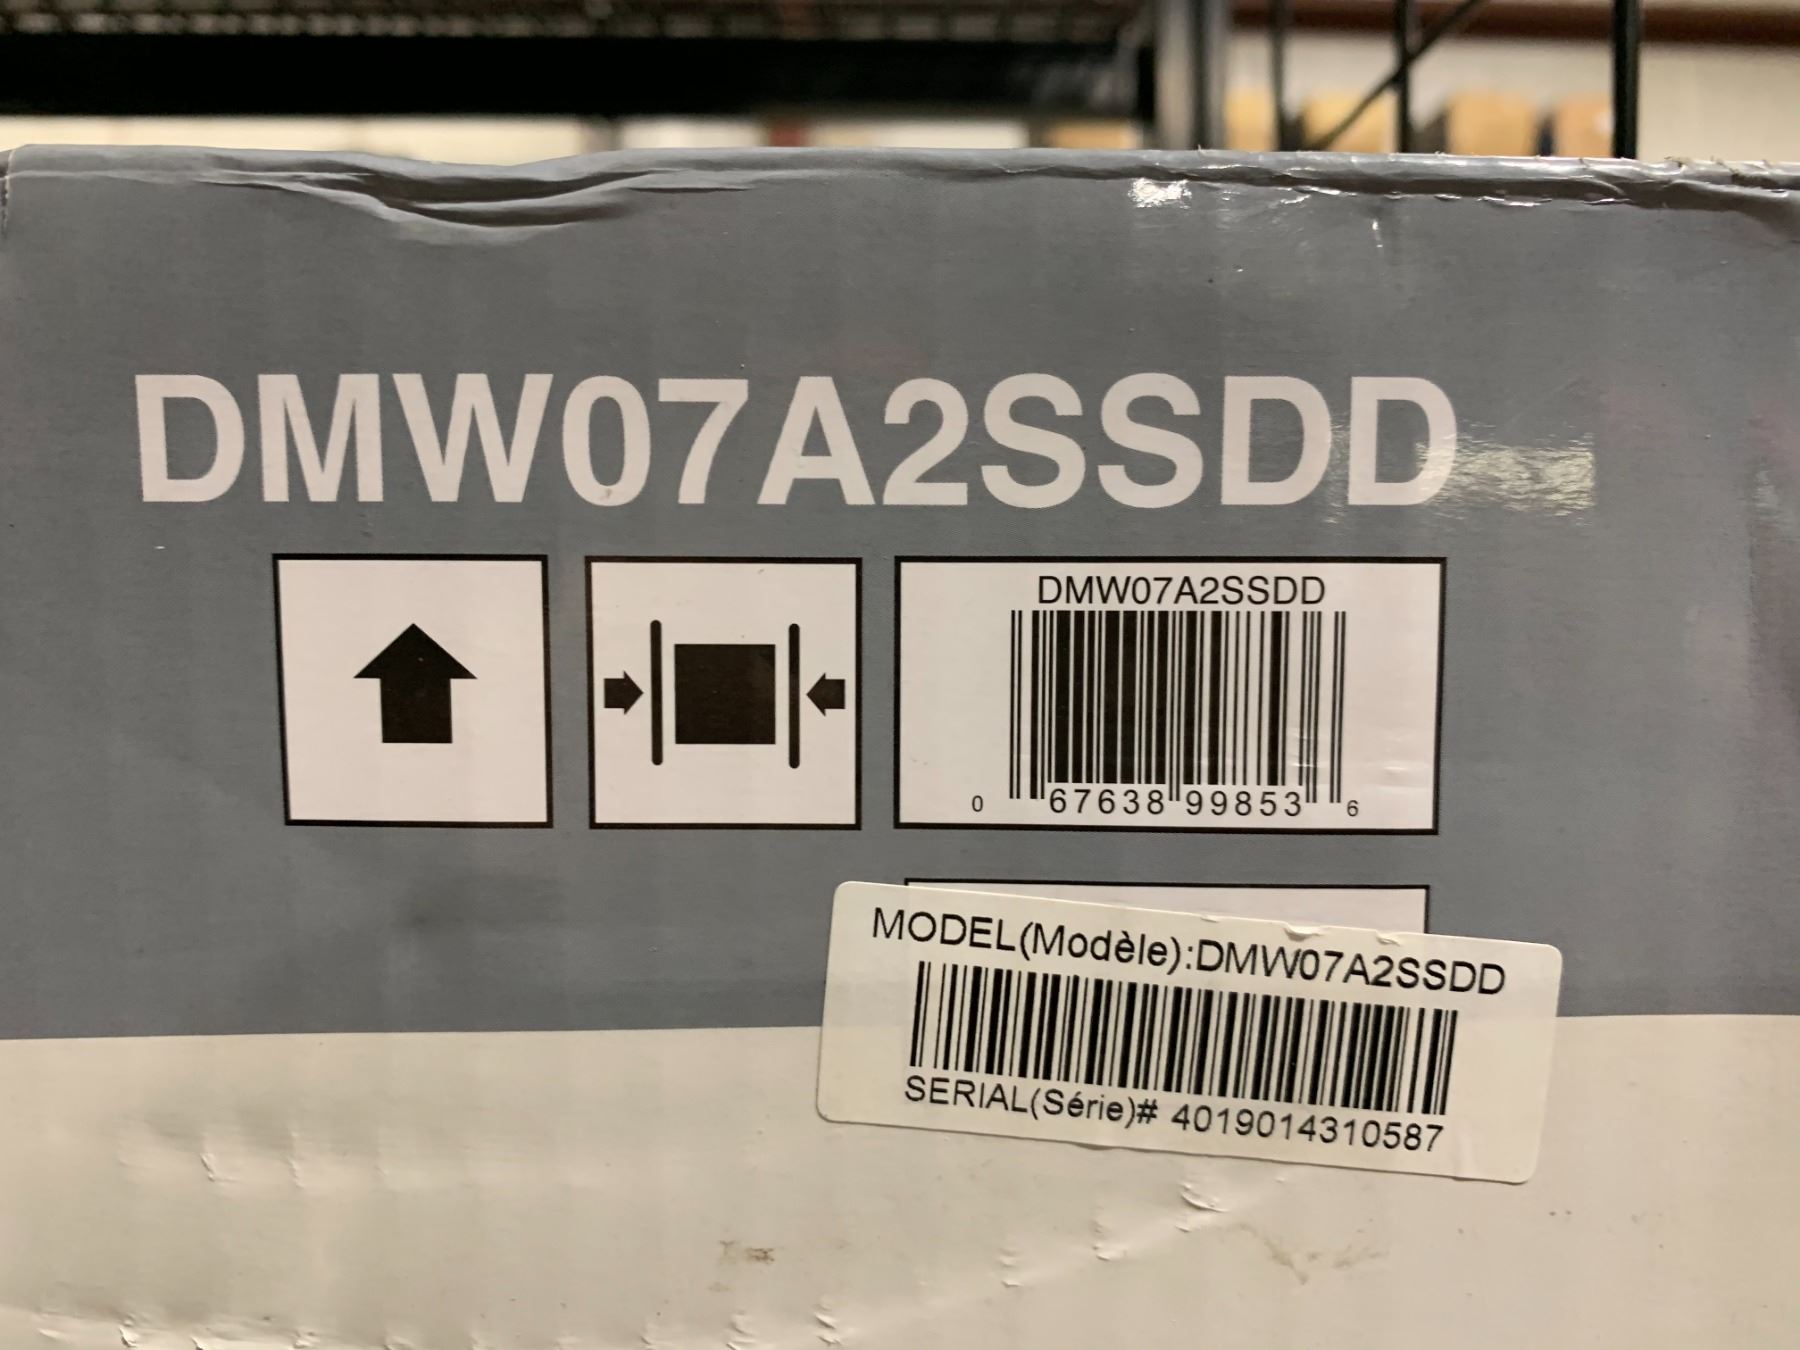 DMW07A2SSDD
DMW07A2SSDD
0 67638 99853 6
MODEL(Modèle):DMW07A2SSDD
SERIAL(Série)# 4019014310587